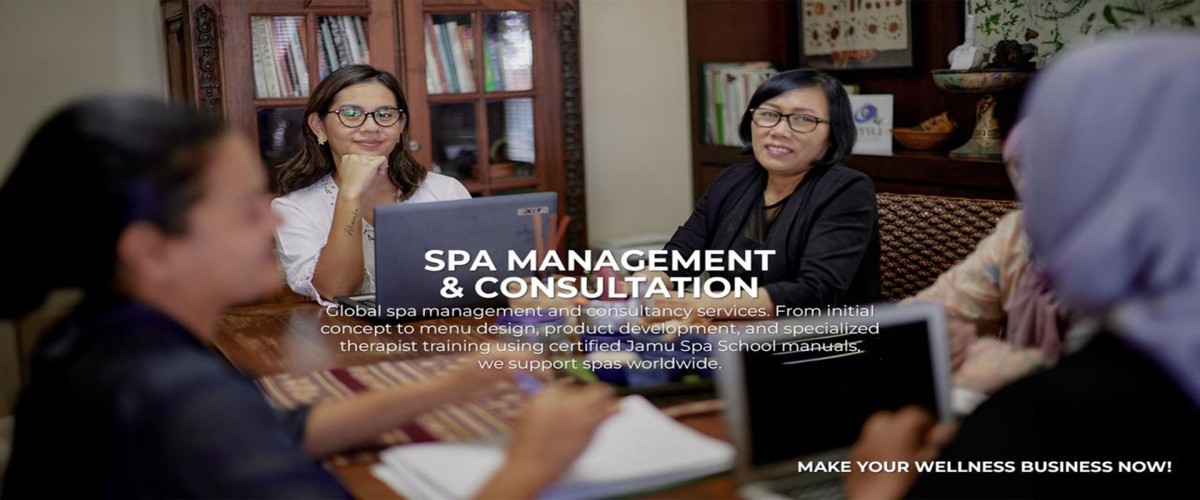 SPA MANAGEMENT
& CONSULTATION
Global spa management and consultancy services. From initial
concept to menu design, product development, and specialized
therapist training using certified Jamu Spa School manuals,
we support spas worldwide.
MAKE YOUR WELLNESS BUSINESS NOW!